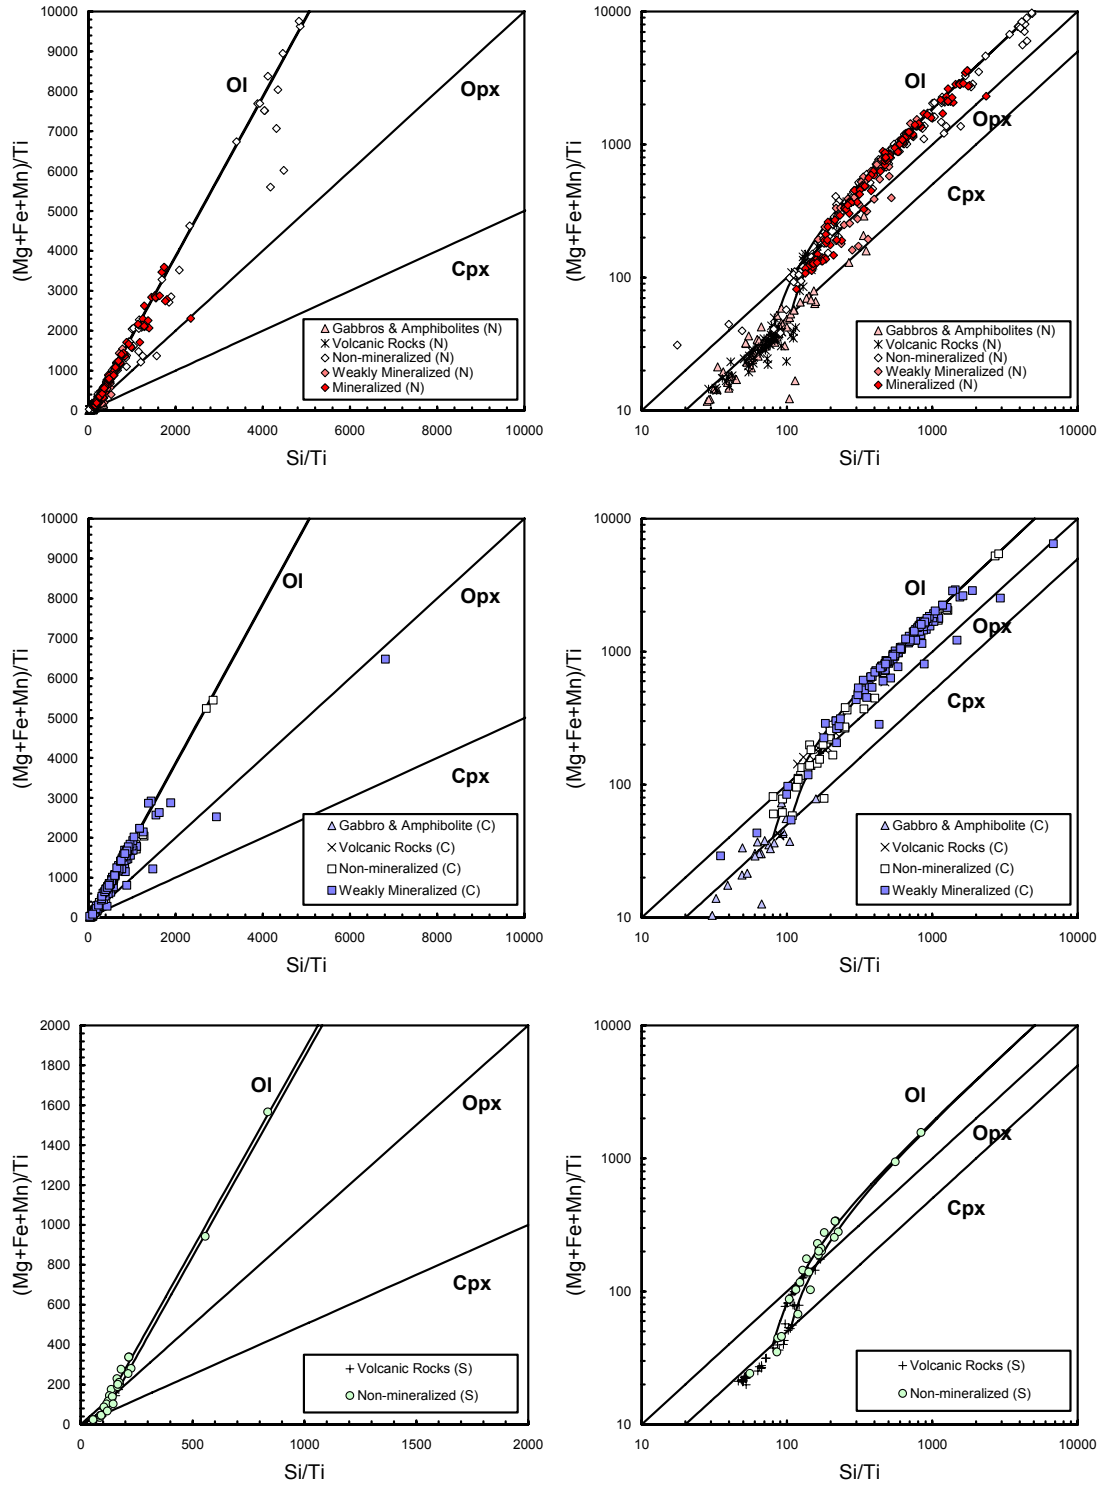 10000
9000
8000
7000
6000
5000
4000
3000
2000
1000
0
(Mg+Fe+Mn)/Ti
Ol
Opx
Cpx
Gabbros & Amphibolites (N)
Volcanic Rocks (N)
Non-mineralized (N)
Weakly Mineralized (N)
Mineralized (N)
0 2000 4000 6000 8000 10000
Si/Ti
10000
1000
100
10
(Mg+Fe+Mn)/Ti
Ol
Opx
Cpx
Gabbros & Amphibolites (N)
Volcanic Rocks (N)
Non-mineralized (N)
Weakly Mineralized (N)
Mineralized (N)
10 100 1000 10000
Si/Ti
10000
9000
8000
7000
6000
5000
4000
3000
2000
1000
0
(Mg+Fe+Mn)/Ti
Ol
Opx
Cpx
Gabbro & Amphibolite (C)
Volcanic Rocks (C)
Non-mineralized (C)
Weakly Mineralized (C)
0 2000 4000 6000 8000 10000
Si/Ti
10000
1000
100
10
(Mg+Fe+Mn)/Ti
Ol
Opx
Cpx
Gabbro & Amphibolite (C)
Volcanic Rocks (C)
Non-mineralized (C)
Weakly Mineralized (C)
10 100 1000 10000
Si/Ti
2000
1800
1600
1400
1200
1000
800
600
400
200
0
(Mg+Fe+Mn)/Ti
Ol
Opx
Cpx
Volcanic Rocks (S)
Non-mineralized (S)
0 500 1000 1500 2000
Si/Ti
10000
1000
100
10
(Mg+Fe+Mn)/Ti
Ol
Opx
Cpx
Volcanic Rocks (S)
Non-mineralized (S)
10 100 1000 10000
Si/Ti